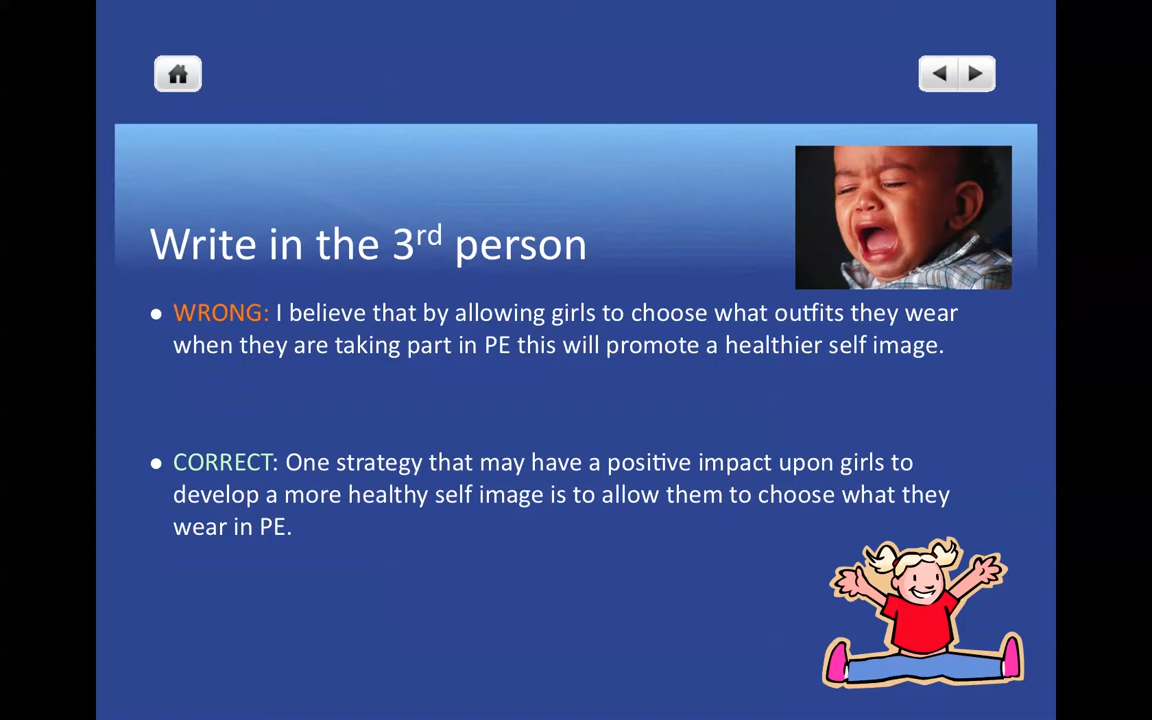 Write in the 3rd person
● WRONG: I believe that by allowing girls to choose what outfits they wear
when they are taking part in PE this will promote a healthier self image.
● CORRECT: One strategy that may have a positive impact upon girls to
develop a more healthy self image is to allow them to choose what they
wear in PE.